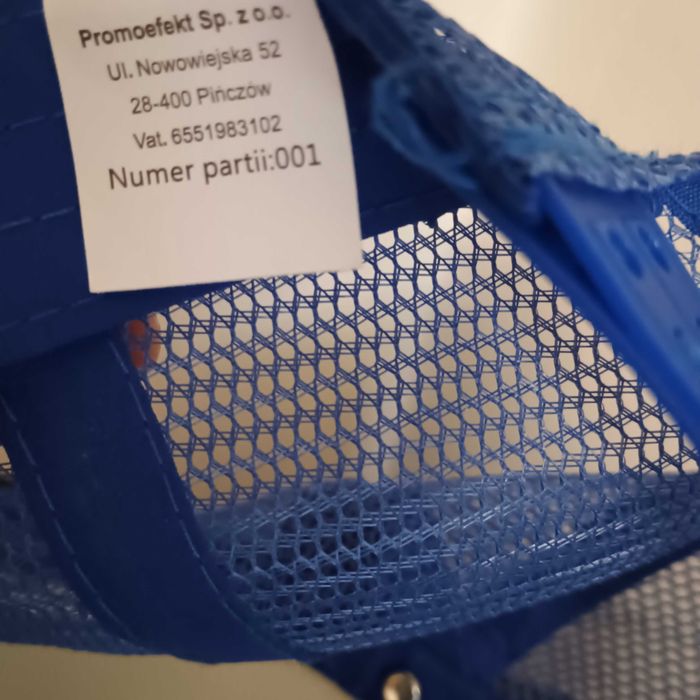 Promoefekt Sp. z o.o.
Ul. Nowowiejska 52
28-400 Pińczów
Vat. 6551983102
Numer partii:001